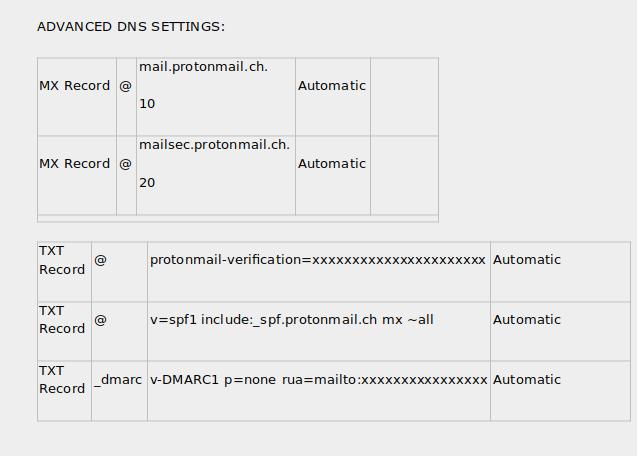 ADVANCED DNS SETTINGS:
MX Record @ mail.protonmail.ch. Automatic
10
MX Record @ mailsec.protonmail.ch. Automatic
20
TXT Record @ protonmail-verification=xxxxxxxxxxxxxxxxxxxxxx Automatic
TXT Record @ v=spf1 include:_spf.protonmail.ch mx ~all Automatic
TXT Record _dmarc v-DMARC1 p=none rua=mailto:xxxxxxxxxxxxxxxx Automatic